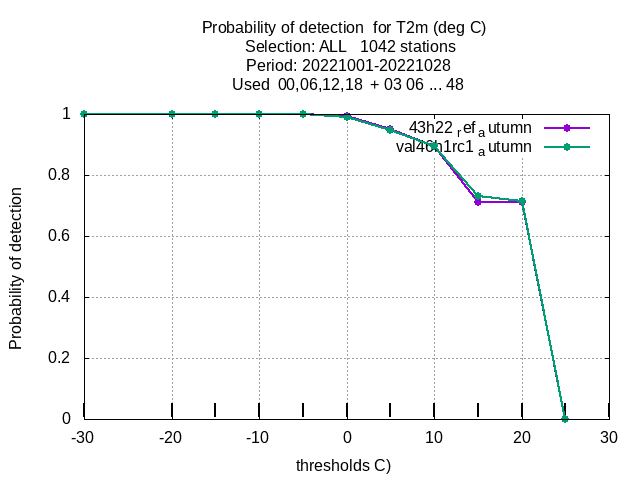 Probability of detection  for T2m (deg C)
Selection: ALL   1042 stations
Period: 20221001-20221028
Used  00,06,12,18  + 03 06 ... 48
43h22 refautumn
val46h1rc1 autumn
1
0.8
0.6
0.4
0.2
0
Probability of detection
-30
-20
-10
0
10
20
30
thresholds C)